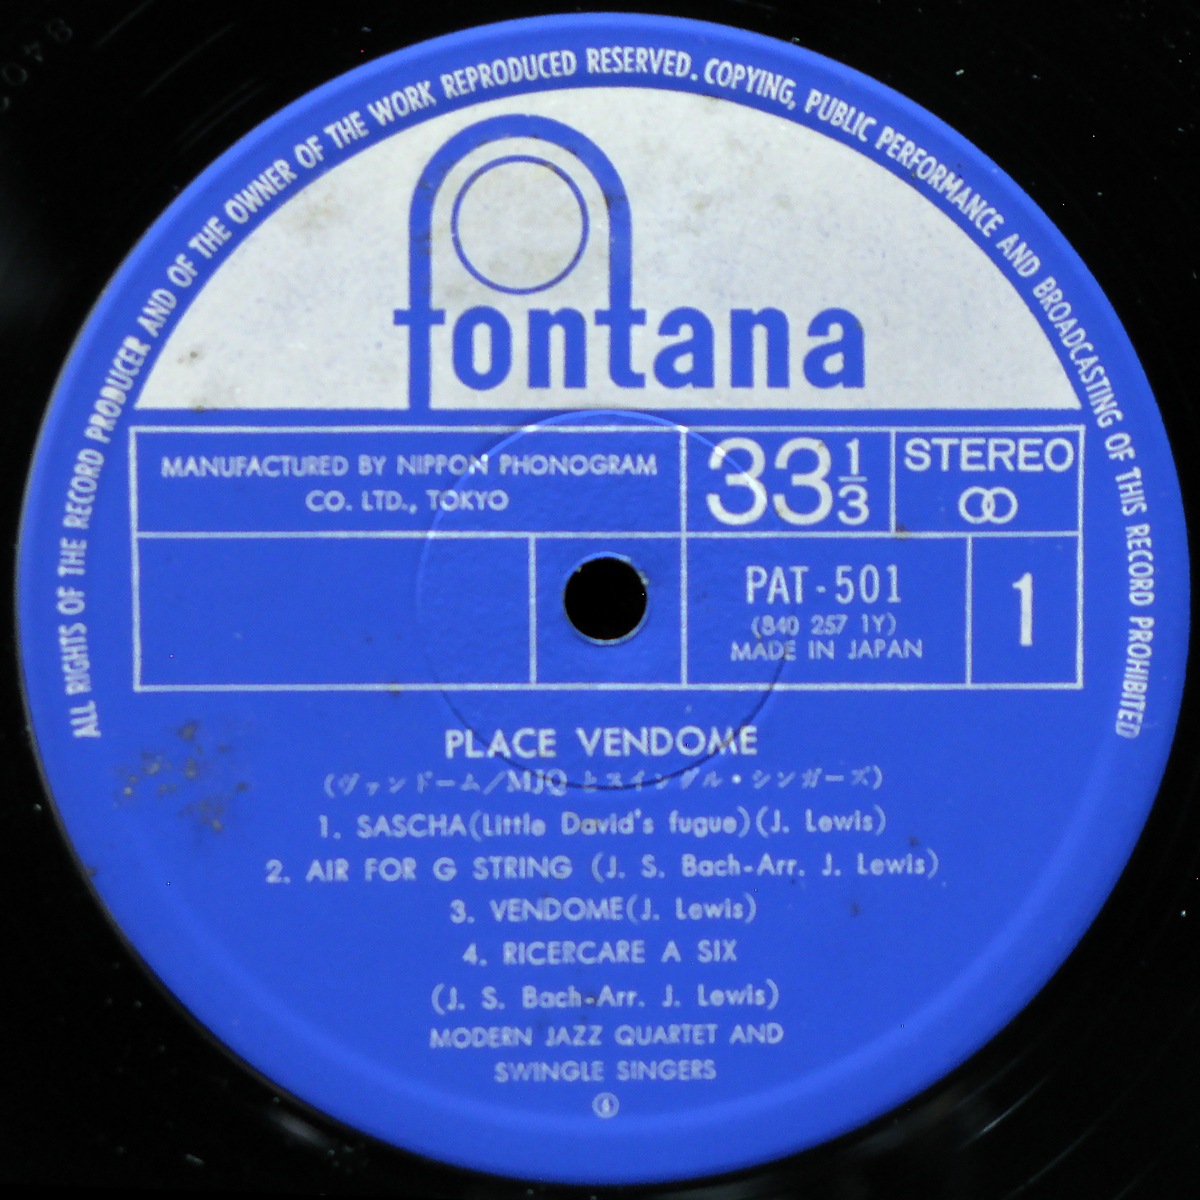 ALL RIGHTS OF THE RECORD PRODUCER AND OF THE OWNER OF THE WORK REPRODUCED RESERVED. COPYING, PUBLIC PERFORMANCE AND BROADCASTING OF THIS RECORD PROHIBITED
fontana
MANUFACTURED BY NIPPON PHONOGRAM
CO. LTD., TOKYO
33 1/3
STEREO
PAT-501
(840 257 1Y)
MADE IN JAPAN
1
PLACE VENDOME
(ヴァンドーム/MJQとスイングル・シンガーズ)
1. SASCHA(Little David's fugue)(J. Lewis)
2. AIR FOR G STRING (J. S. Bach-Arr. J. Lewis)
3. VENDOME(J. Lewis)
4. RICERCARE A SIX
(J. S. Bach-Arr. J. Lewis)
MODERN JAZZ QUARTET AND
SWINGLE SINGERS